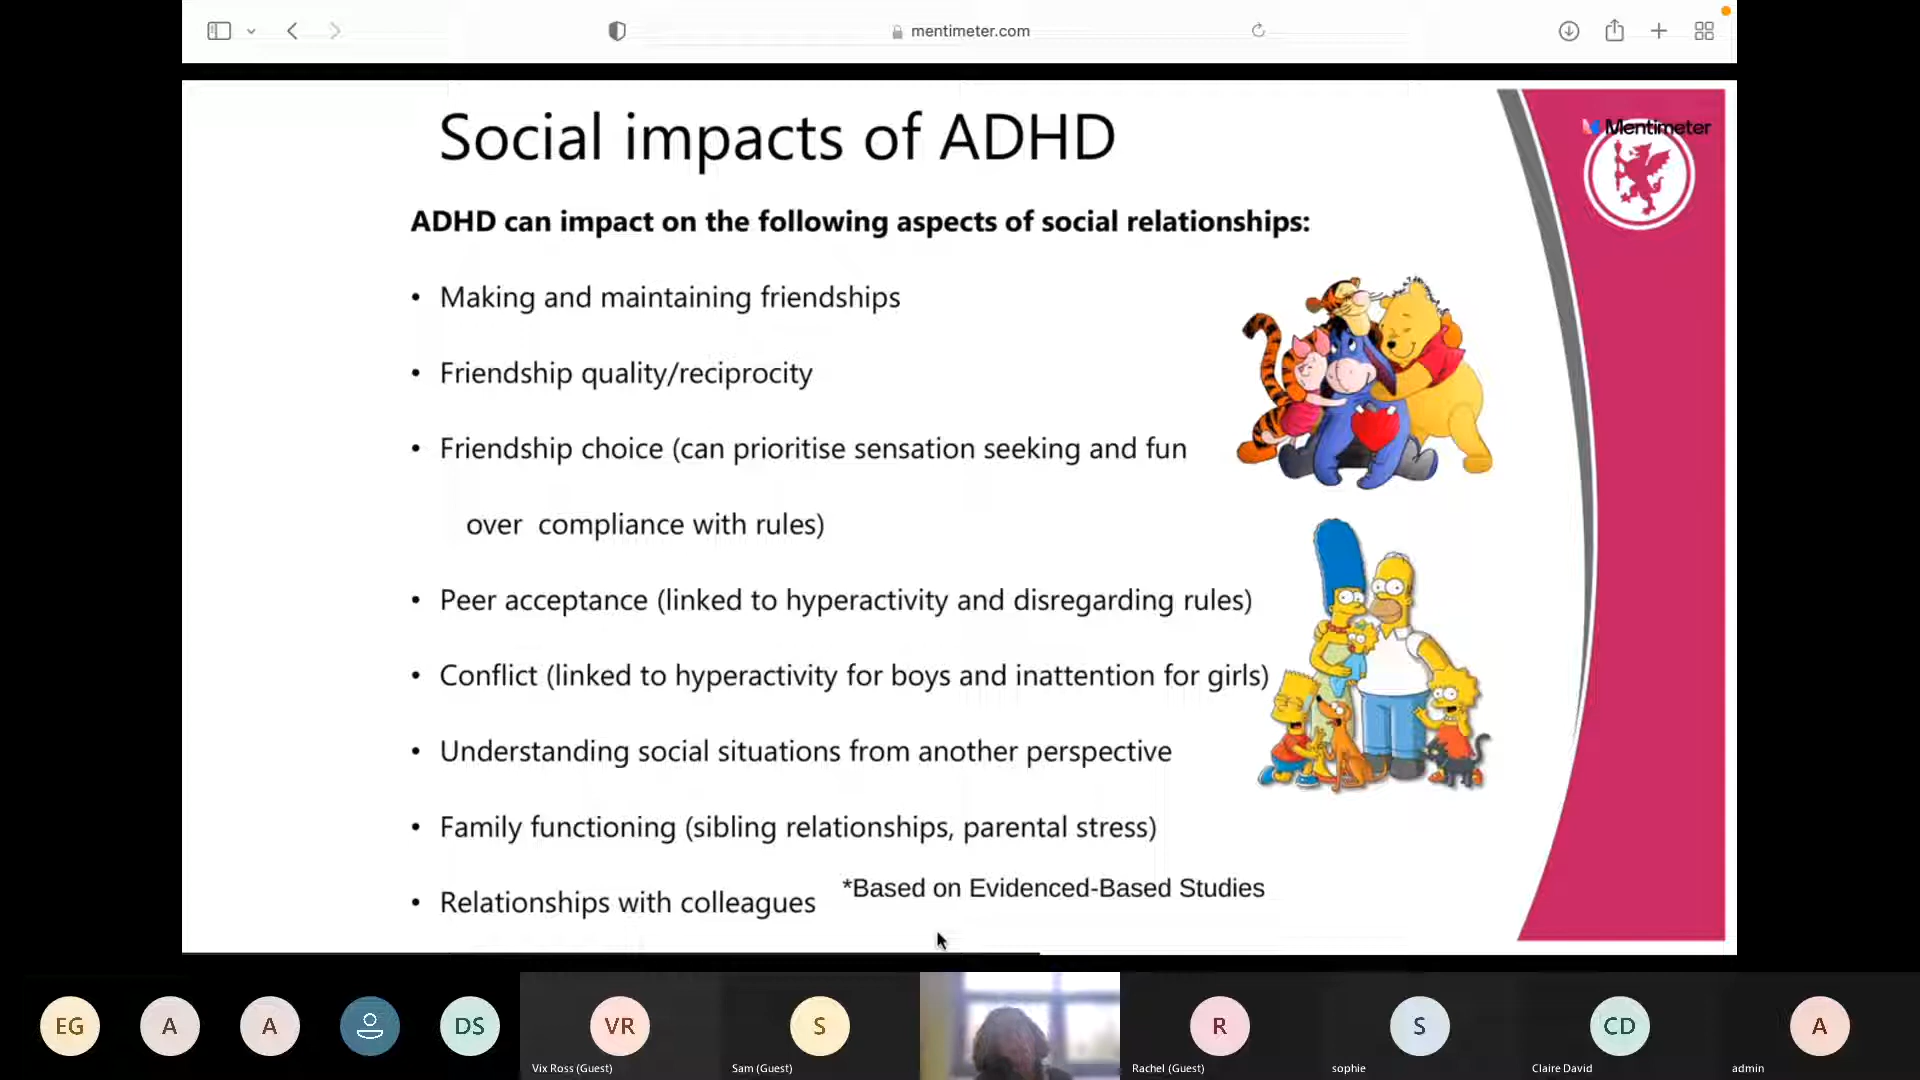 mentimeter.com
Social impacts of ADHD
Mentimeter
ADHD can impact on the following aspects of social relationships:
• Making and maintaining friendships
• Friendship quality/reciprocity
• Friendship choice (can prioritise sensation seeking and fun
over compliance with rules)
• Peer acceptance (linked to hyperactivity and disregarding rules)
• Conflict (linked to hyperactivity for boys and inattention for girls)
• Understanding social situations from another perspective
• Family functioning (sibling relationships, parental stress)
• Relationships with colleagues
*Based on Evidenced-Based Studies
EG
A
A
DS
VR
S
R
S
CD
A
Vix Ross (Guest)
Sam (Guest)
Rachel (Guest)
sophie
Claire David
admin